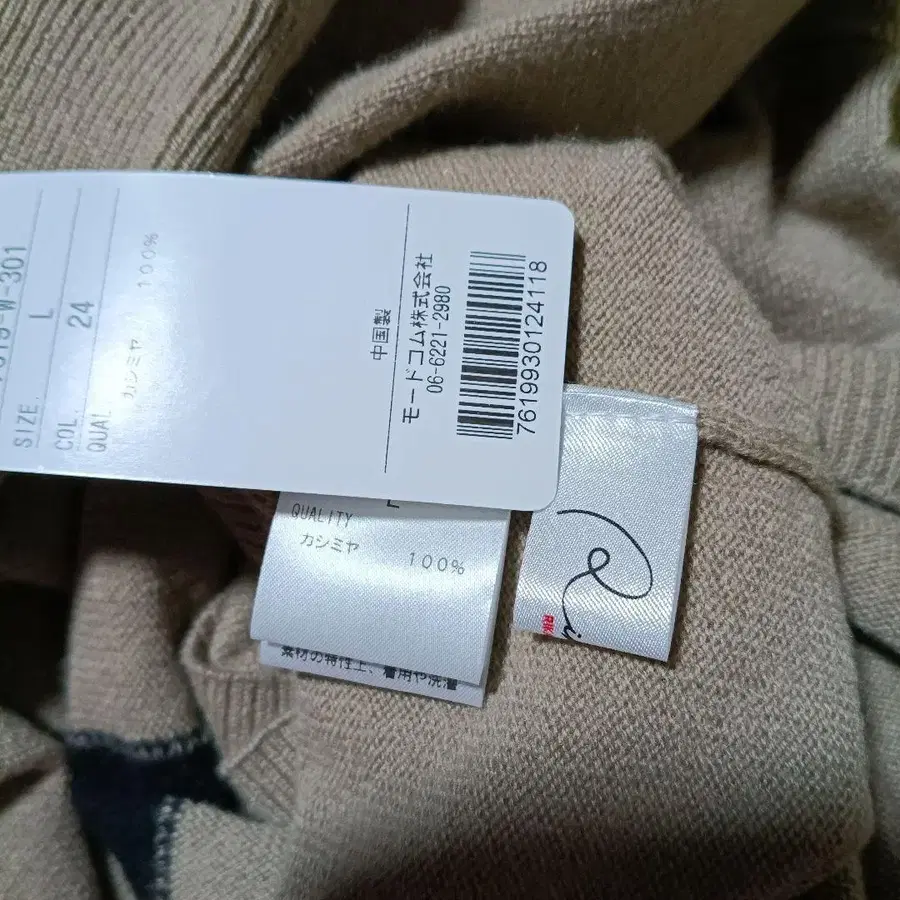 SIZE. L
COL. 24
QUAL カシミヤ 100%
中国製
モードコム株式会社
06-6221-2980
7619930124118
QUALITY
カシミヤ 100%
素材の特性上、着用や洗濯